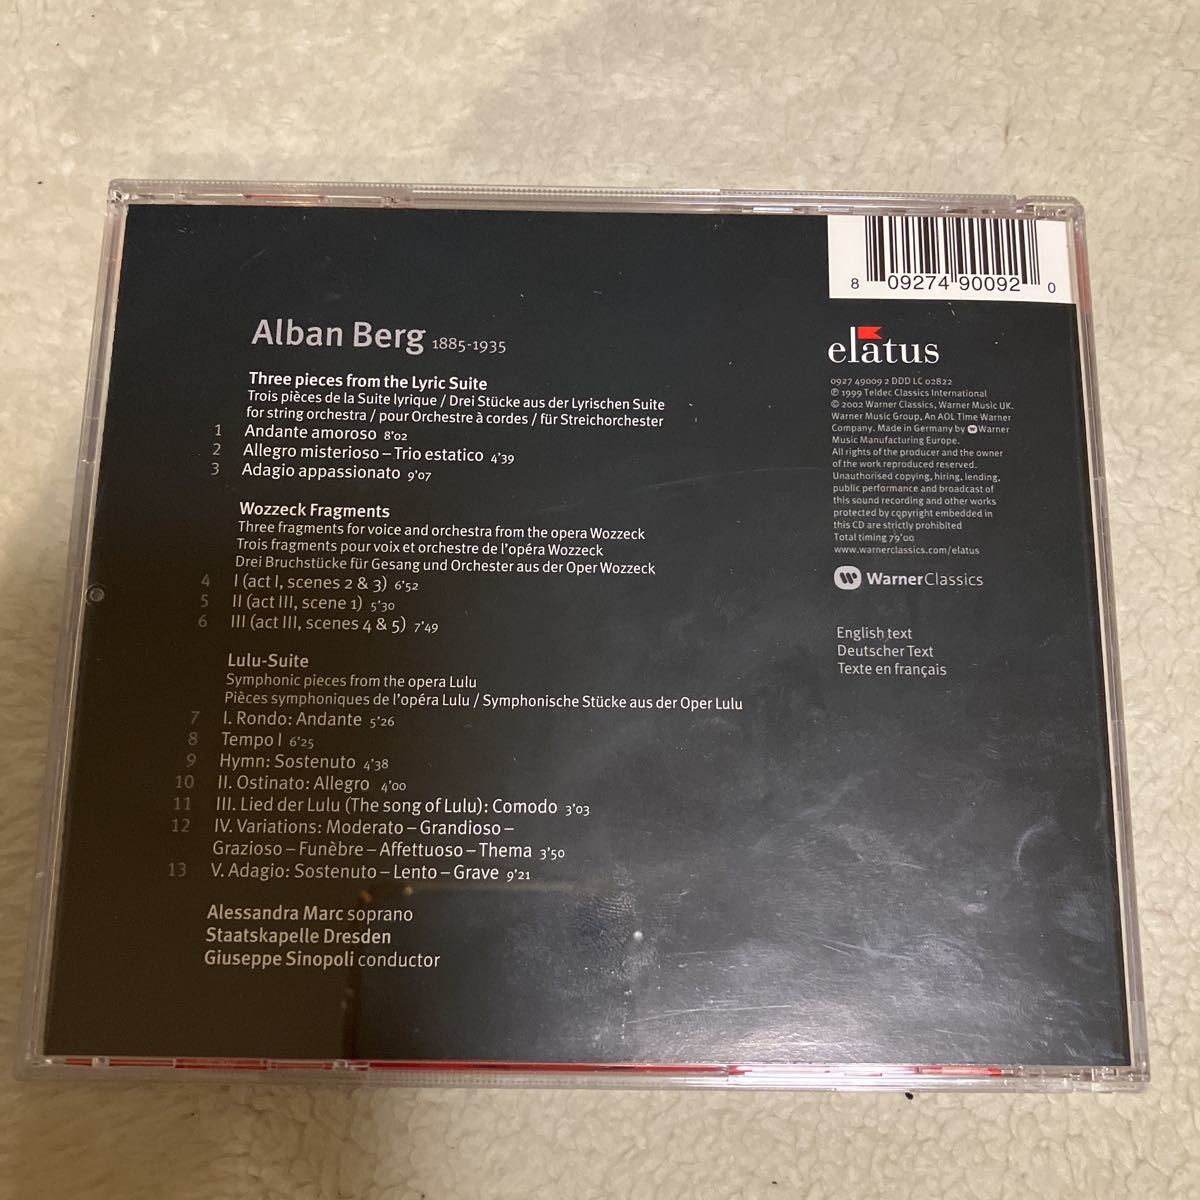 Alban Berg 1885-1935
Three pieces from the Lyric Suite
Trois pièces de la Suite lyrique / Drei Stücke aus der Lyrischen Suite
for string orchestra / pour Orchestre à cordes / für Streichorchester
1 Andante amoroso 8'02
2 Allegro misterioso – Trio estatico 4'39
3 Adagio appassionato 9'07
Wozzeck Fragments
Three fragments for voice and orchestra from the opera Wozzeck
Trois fragments pour voix et orchestre de l'opéra Wozzeck
Drei Bruchstücke für Gesang und Orchester aus der Oper Wozzeck
4 I (act I, scenes 2 & 3) 6'52
5 II (act III, scene 1) 5'30
6 III (act III, scenes 4 & 5) 7'49
Lulu-Suite
Symphonic pieces from the opera Lulu
Pièces symphoniques de l'opéra Lulu / Symphonische Stücke aus der Oper Lulu
7 I. Rondo: Andante 5'26
8 Tempo I 6'25
9 Hymn: Sostenuto 4'38
10 II. Ostinato: Allegro 4'00
11 III. Lied der Lulu (The song of Lulu): Comodo 3'03
12 IV. Variations: Moderato – Grandioso –
Grazioso – Funèbre – Affettuoso – Thema 3'50
13 V. Adagio: Sostenuto – Lento – Grave 9'21
Alessandra Marc soprano
Staatskapelle Dresden
Giuseppe Sinopoli conductor
8 09274 90092 0
elatus
0927 49009 2 DDD LC 02822
℗ 1999 Teldec Classics International
© 2002 Warner Classics, Warner Music UK.
Warner Music Group, An AOL Time Warner
Company. Made in Germany by Warner
Music Manufacturing Europe.
All rights of the producer and the owner
of the work reproduced reserved.
Unauthorised copying, hiring, lending,
public performance and broadcast of
this sound recording and other works
protected by copyright embedded in
this CD are strictly prohibited
Total timing 79'00
www.warnerclassics.com/elatus
WarnerClassics
English text
Deutscher Text
Texte en français